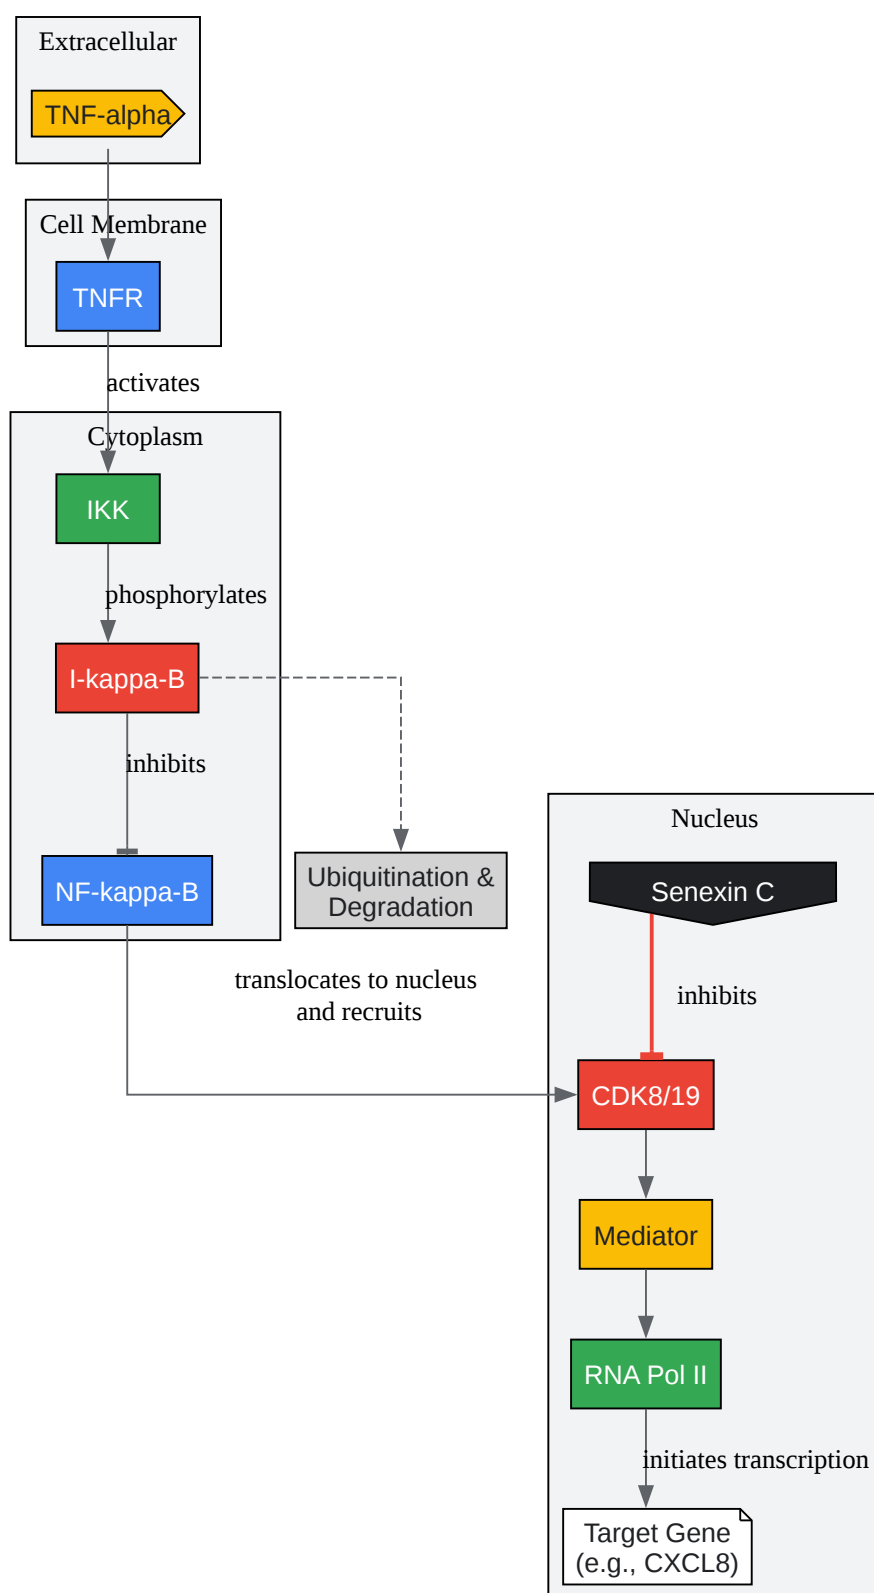 Extracellular
TNF-alpha
Cell Membrane
TNFR
activates
Cytoplasm
IKK
phosphorylates
I-kappa-B
inhibits
NF-kappa-B
Ubiquitination &
Degradation
translocates to nucleus
and recruits
Nucleus
Senexin C
inhibits
CDK8/19
Mediator
RNA Pol II
initiates transcription
Target Gene
(e.g., CXCL8)